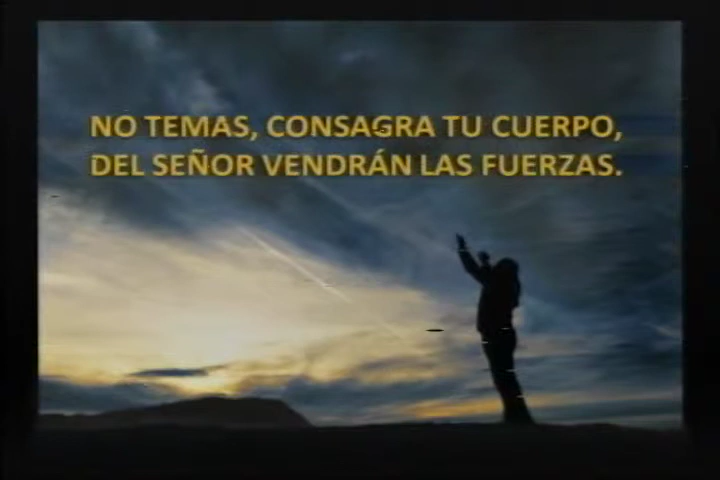 NO TEMAS, CONSAGRA TU CUERPO,
DEL SEÑOR VENDRÁN LAS FUERZAS.